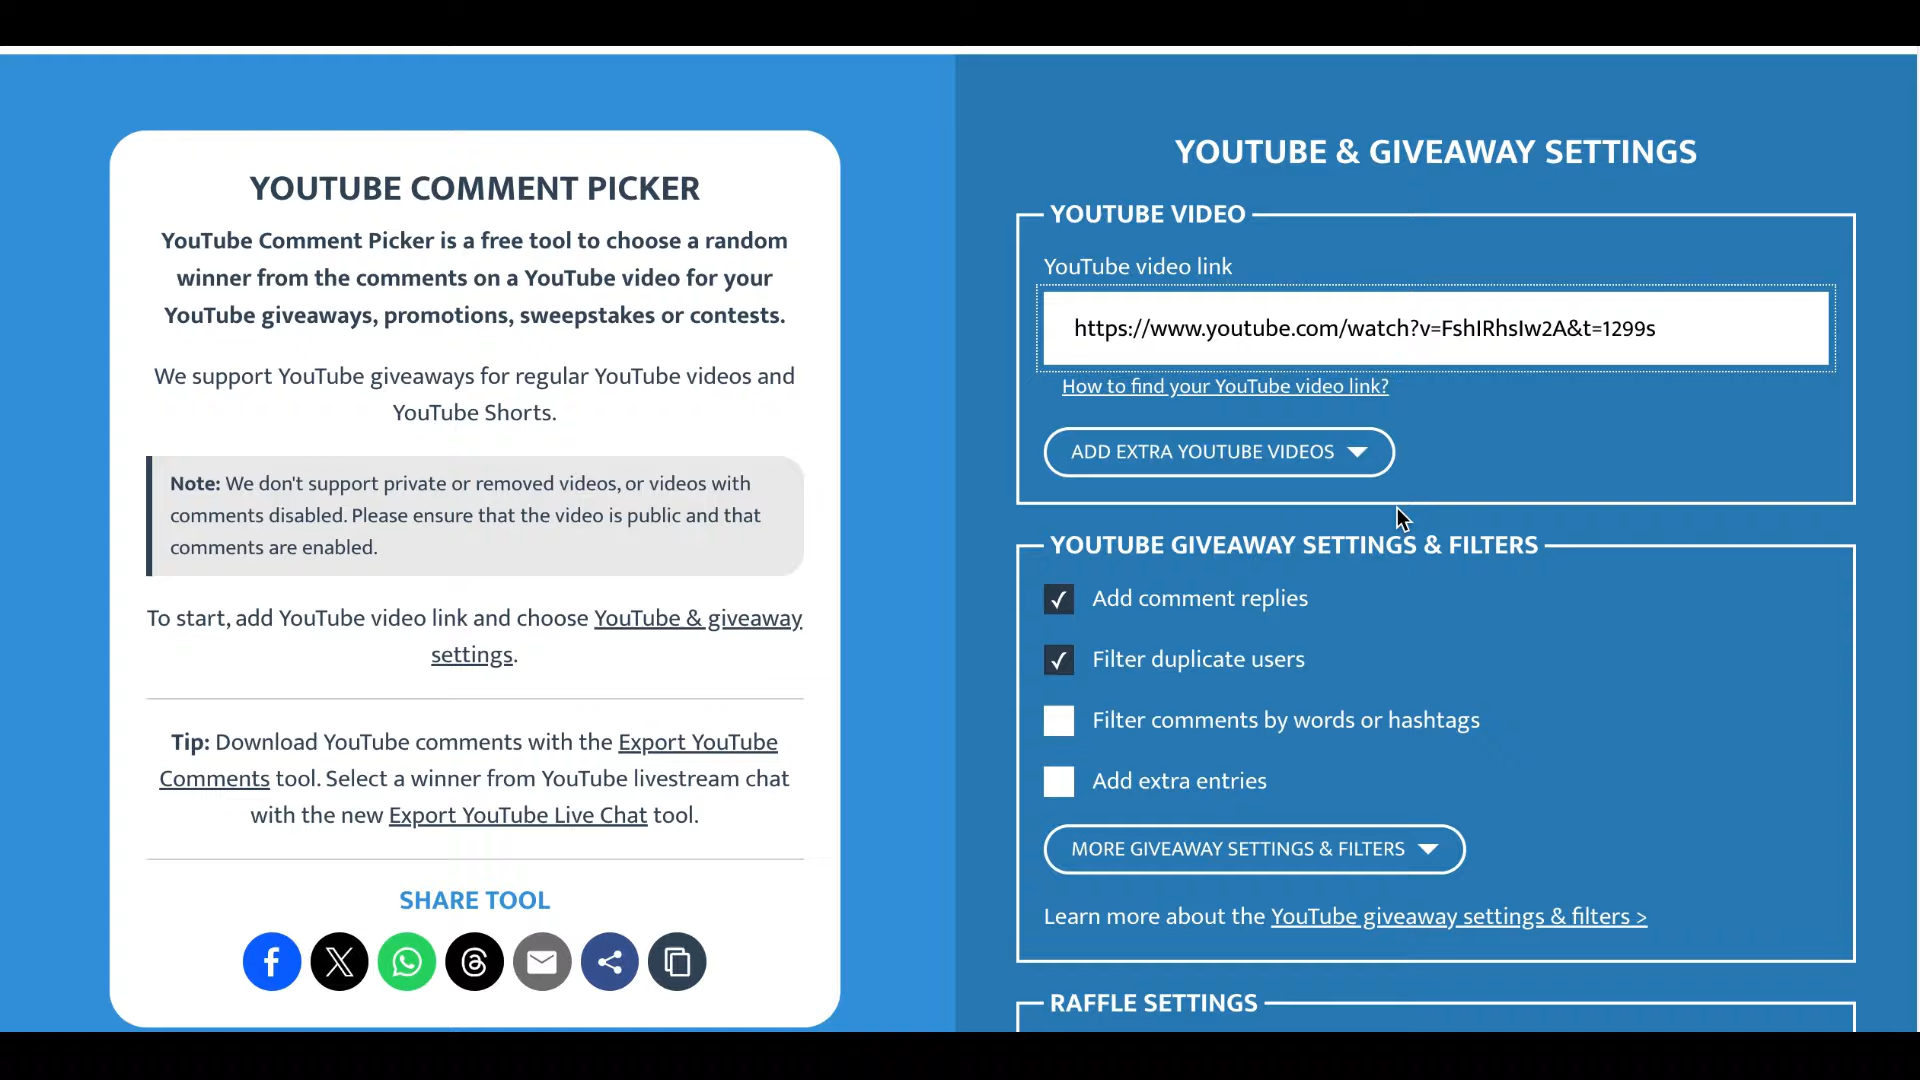 YOUTUBE COMMENT PICKER
YouTube Comment Picker is a free tool to choose a random
winner from the comments on a YouTube video for your
YouTube giveaways, promotions, sweepstakes or contests.
We support YouTube giveaways for regular YouTube videos and
YouTube Shorts.
Note: We don't support private or removed videos, or videos with
comments disabled. Please ensure that the video is public and that
comments are enabled.
To start, add YouTube video link and choose YouTube & giveaway
settings.
Tip: Download YouTube comments with the Export YouTube
Comments tool. Select a winner from YouTube livestream chat
with the new Export YouTube Live Chat tool.
SHARE TOOL
YOUTUBE & GIVEAWAY SETTINGS
YOUTUBE VIDEO
YouTube video link
https://www.youtube.com/watch?v=FshIRhsIw2A&t=1299s
How to find your YouTube video link?
ADD EXTRA YOUTUBE VIDEOS
YOUTUBE GIVEAWAY SETTINGS & FILTERS
Add comment replies
Filter duplicate users
Filter comments by words or hashtags
Add extra entries
MORE GIVEAWAY SETTINGS & FILTERS
Learn more about the YouTube giveaway settings & filters >
RAFFLE SETTINGS